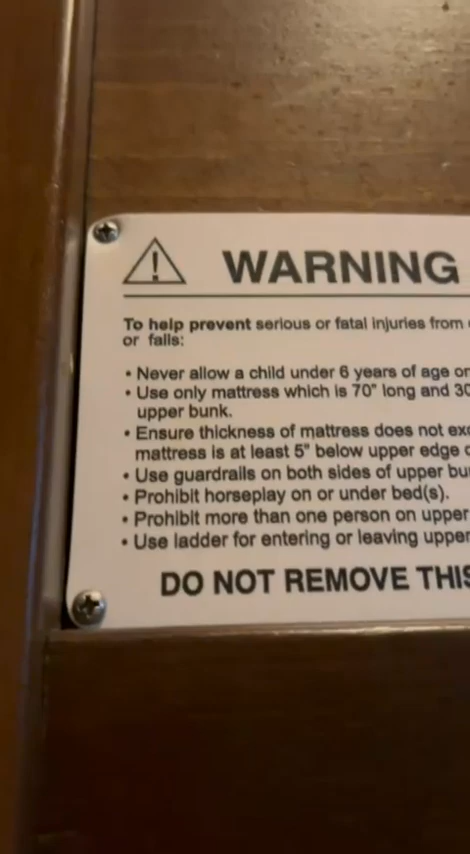 WARNING
To help prevent serious or fatal injuries from
or falls:
• Never allow a child under 6 years of age on
• Use only mattress which is 70" long and 30
upper bunk.
• Ensure thickness of mattress does not exc
mattress is at least 5" below upper edge
• Use guardrails on both sides of upper bu
• Prohibit horseplay on or under bed(s).
• Prohibit more than one person on upper
• Use ladder for entering or leaving upper
DO NOT REMOVE THIS